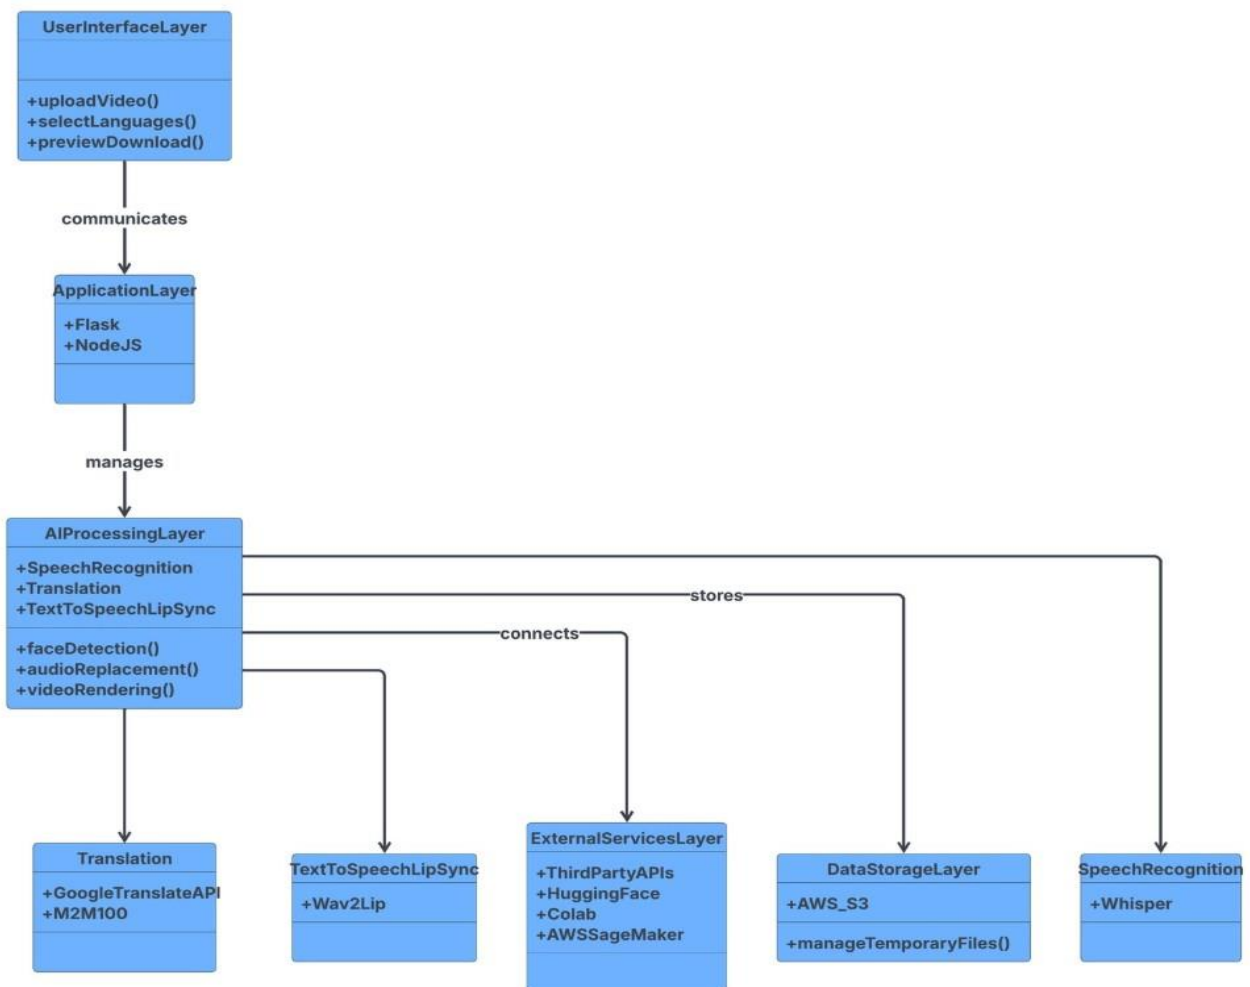 UserInterfaceLayer
+uploadVideo()
+selectLanguages()
+previewDownload()
communicates
ApplicationLayer
+Flask
+NodeJS
manages
AIProcessingLayer
+SpeechRecognition
+Translation
+TextToSpeechLipSync
+faceDetection()
+audioReplacement()
+videoRendering()
stores
connects
Translation
+GoogleTranslateAPI
+M2M100
TextToSpeechLipSync
+Wav2Lip
ExternalServicesLayer
+ThirdPartyAPIs
+HuggingFace
+Colab
+AWSSageMaker
DataStorageLayer
+AWS_S3
+manageTemporaryFiles()
SpeechRecognition
+Whisper